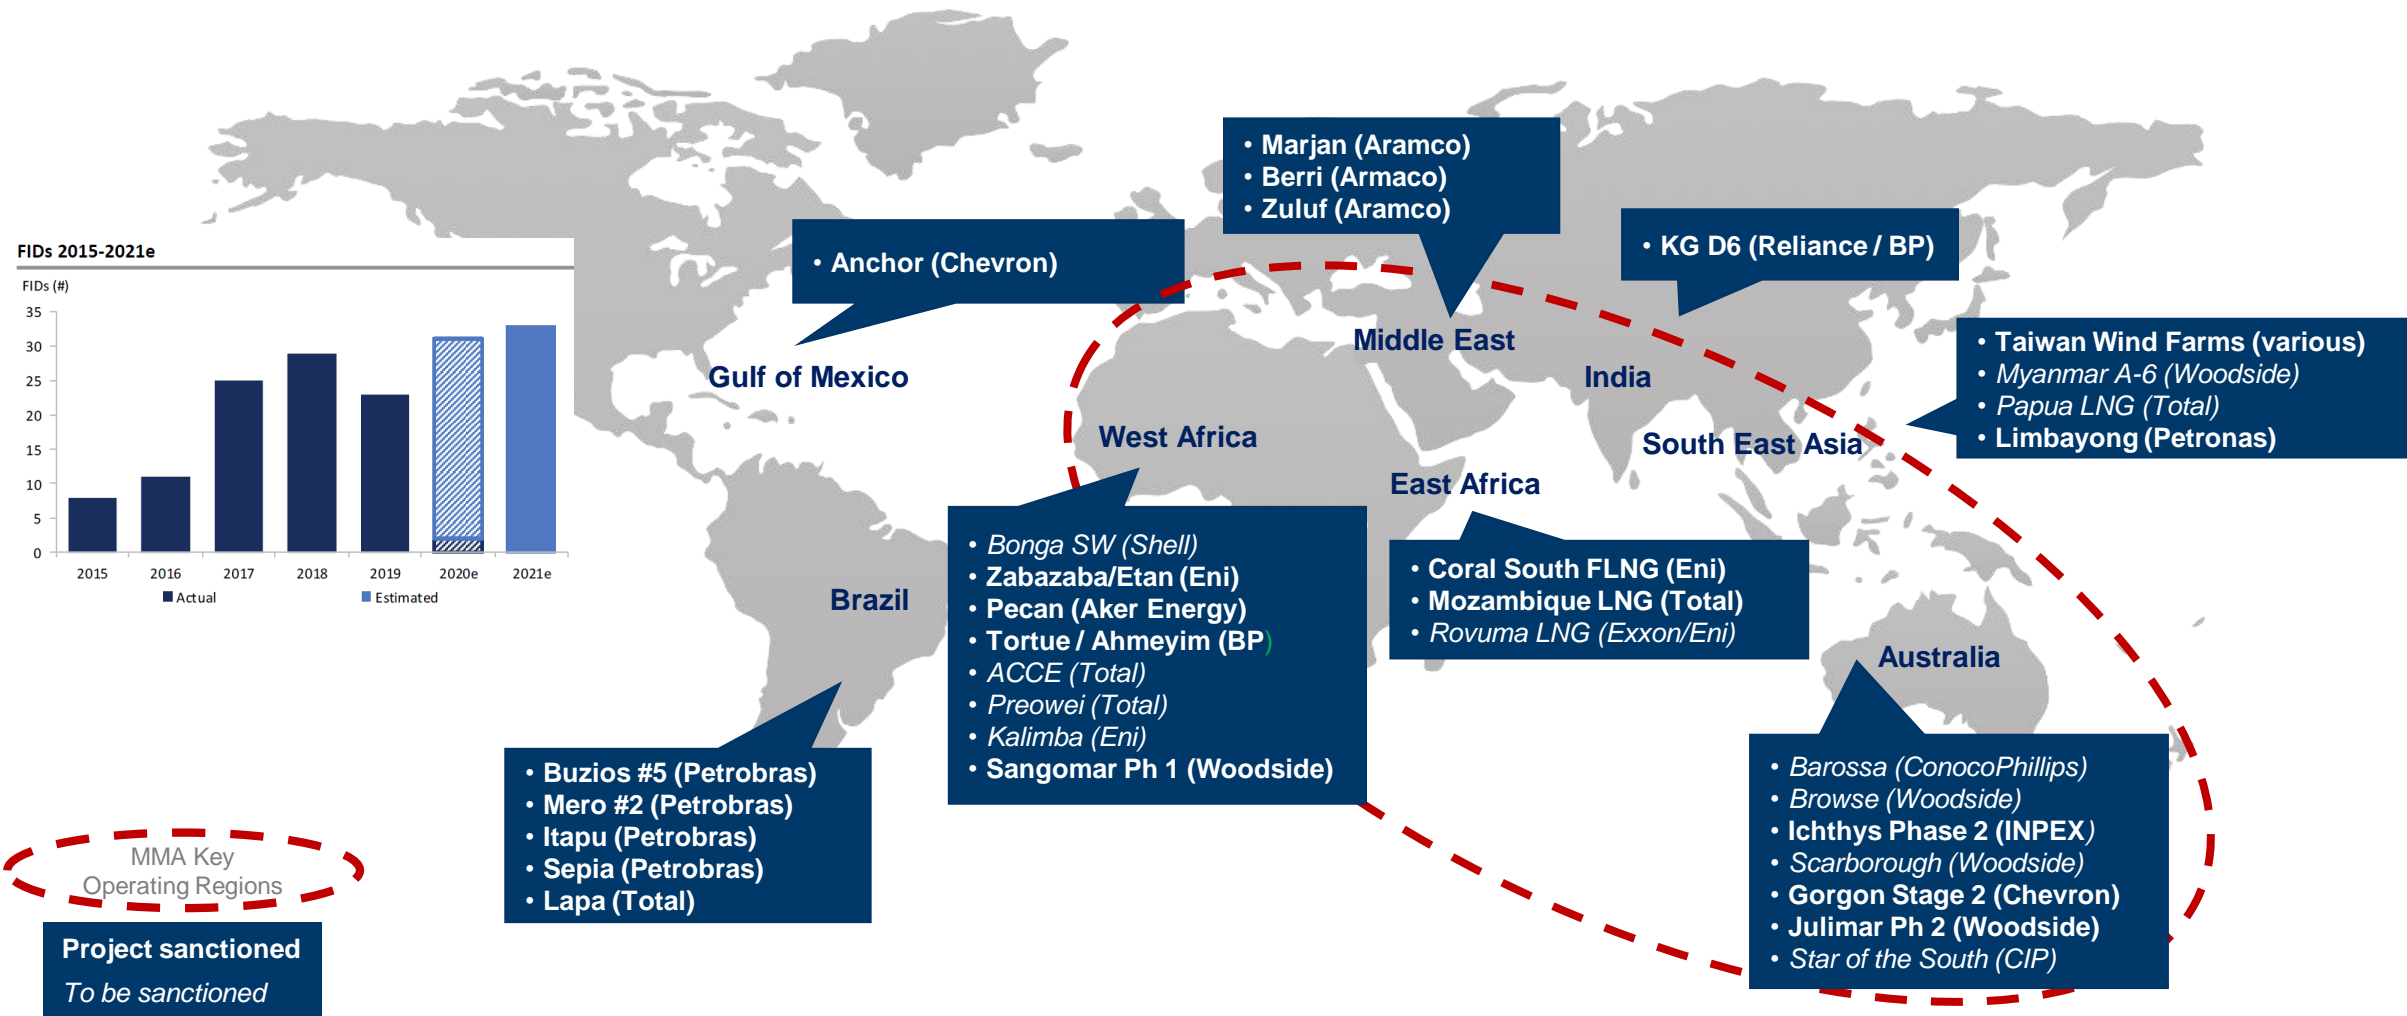 • Marjan (Aramco)
• Berri (Armaco)
• Zuluf (Aramco)
• Anchor (Chevron)
• KG D6 (Reliance / BP)
FIDs 2015-2021e
FIDs (#)
35
30
25
20
15
10
5
0
2015 2016 2017 2018 2019 2020e 2021e
Actual Estimated
Gulf of Mexico
Middle East
India
• Taiwan Wind Farms (various)
• Myanmar A-6 (Woodside)
• Papua LNG (Total)
• Limbayong (Petronas)
West Africa
South East Asia
East Africa
Brazil
Australia
• Bonga SW (Shell)
• Zabazaba/Etan (Eni)
• Pecan (Aker Energy)
• Tortue / Ahmeyim (BP)
• ACCE (Total)
• Preowei (Total)
• Kalimba (Eni)
• Sangomar Ph 1 (Woodside)
• Coral South FLNG (Eni)
• Mozambique LNG (Total)
• Rovuma LNG (Exxon/Eni)
• Buzios #5 (Petrobras)
• Mero #2 (Petrobras)
• Itapu (Petrobras)
• Sepia (Petrobras)
• Lapa (Total)
• Barossa (ConocoPhillips)
• Browse (Woodside)
• Ichthys Phase 2 (INPEX)
• Scarborough (Woodside)
• Gorgon Stage 2 (Chevron)
• Julimar Ph 2 (Woodside)
• Star of the South (CIP)
MMA Key
Operating Regions
Project sanctioned
To be sanctioned